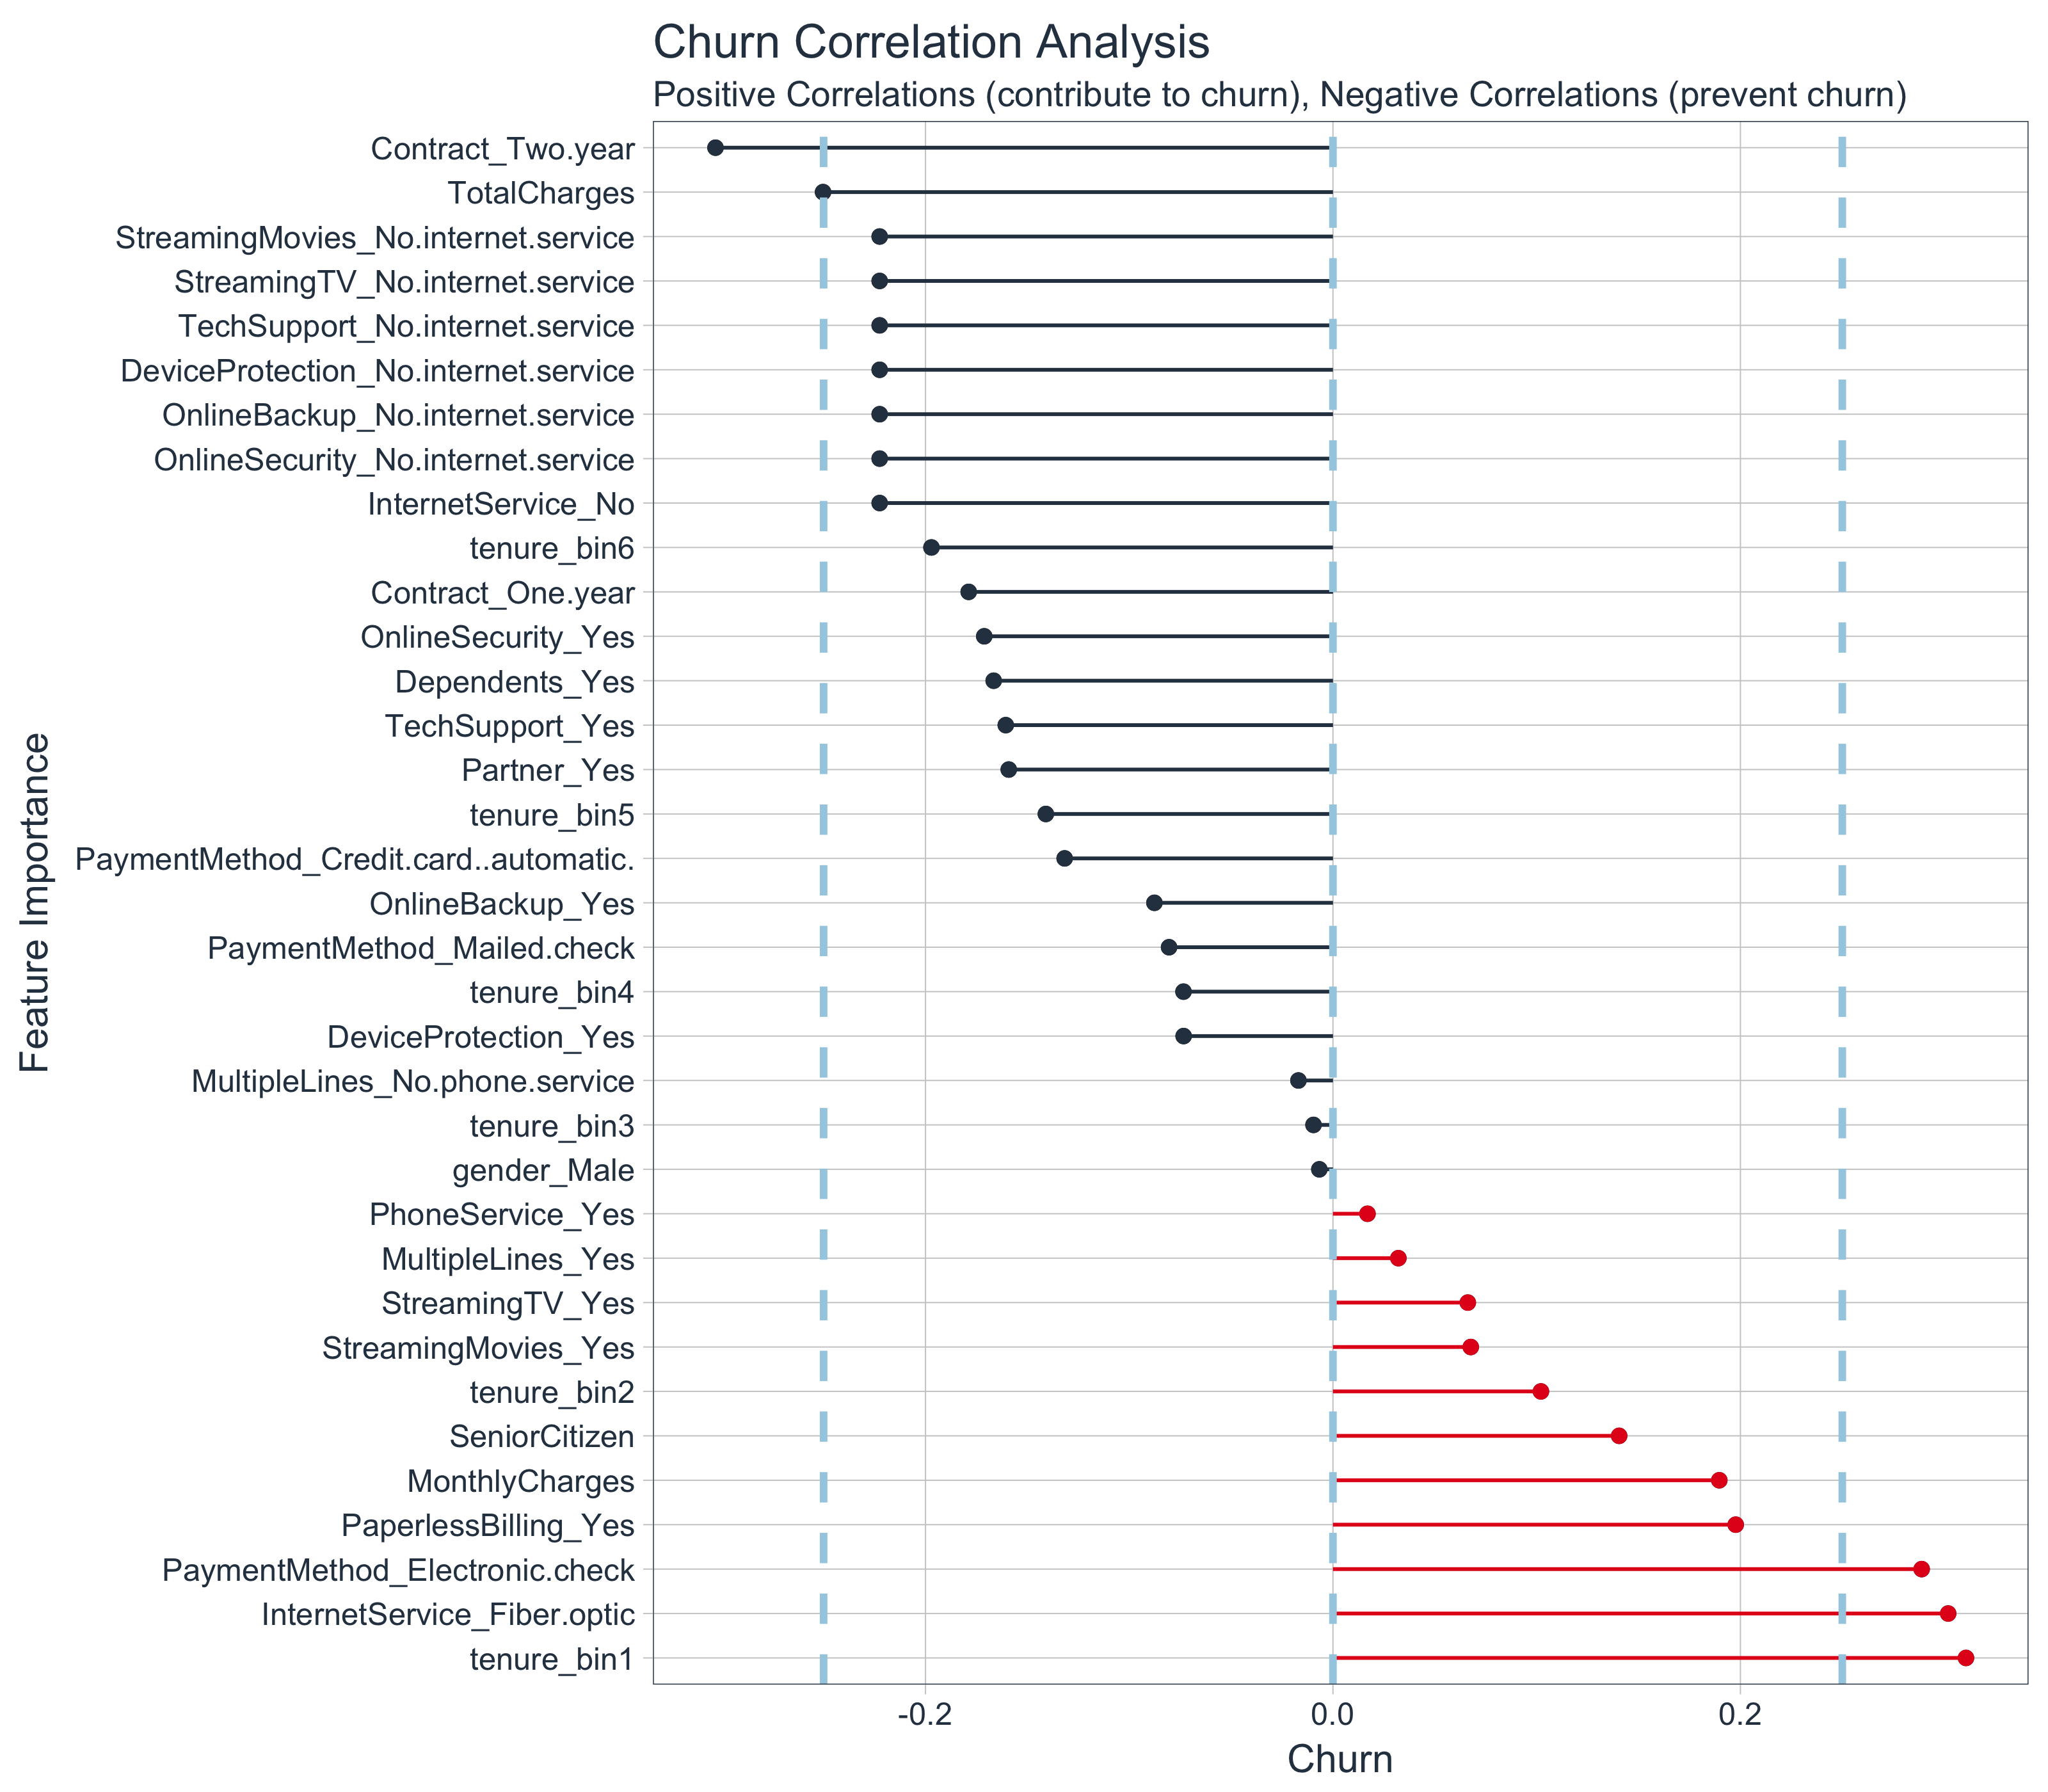 Churn Correlation Analysis
Positive Correlations (contribute to churn), Negative Correlations (prevent churn)
Feature Importance
Contract_Two.year
TotalCharges
StreamingMovies_No.internet.service
StreamingTV_No.internet.service
TechSupport_No.internet.service
DeviceProtection_No.internet.service
OnlineBackup_No.internet.service
OnlineSecurity_No.internet.service
InternetService_No
tenure_bin6
Contract_One.year
OnlineSecurity_Yes
Dependents_Yes
TechSupport_Yes
Partner_Yes
tenure_bin5
PaymentMethod_Credit.card..automatic.
OnlineBackup_Yes
PaymentMethod_Mailed.check
tenure_bin4
DeviceProtection_Yes
MultipleLines_No.phone.service
tenure_bin3
gender_Male
PhoneService_Yes
MultipleLines_Yes
StreamingTV_Yes
StreamingMovies_Yes
tenure_bin2
SeniorCitizen
MonthlyCharges
PaperlessBilling_Yes
PaymentMethod_Electronic.check
InternetService_Fiber.optic
tenure_bin1
-0.2 0.0 0.2
Churn